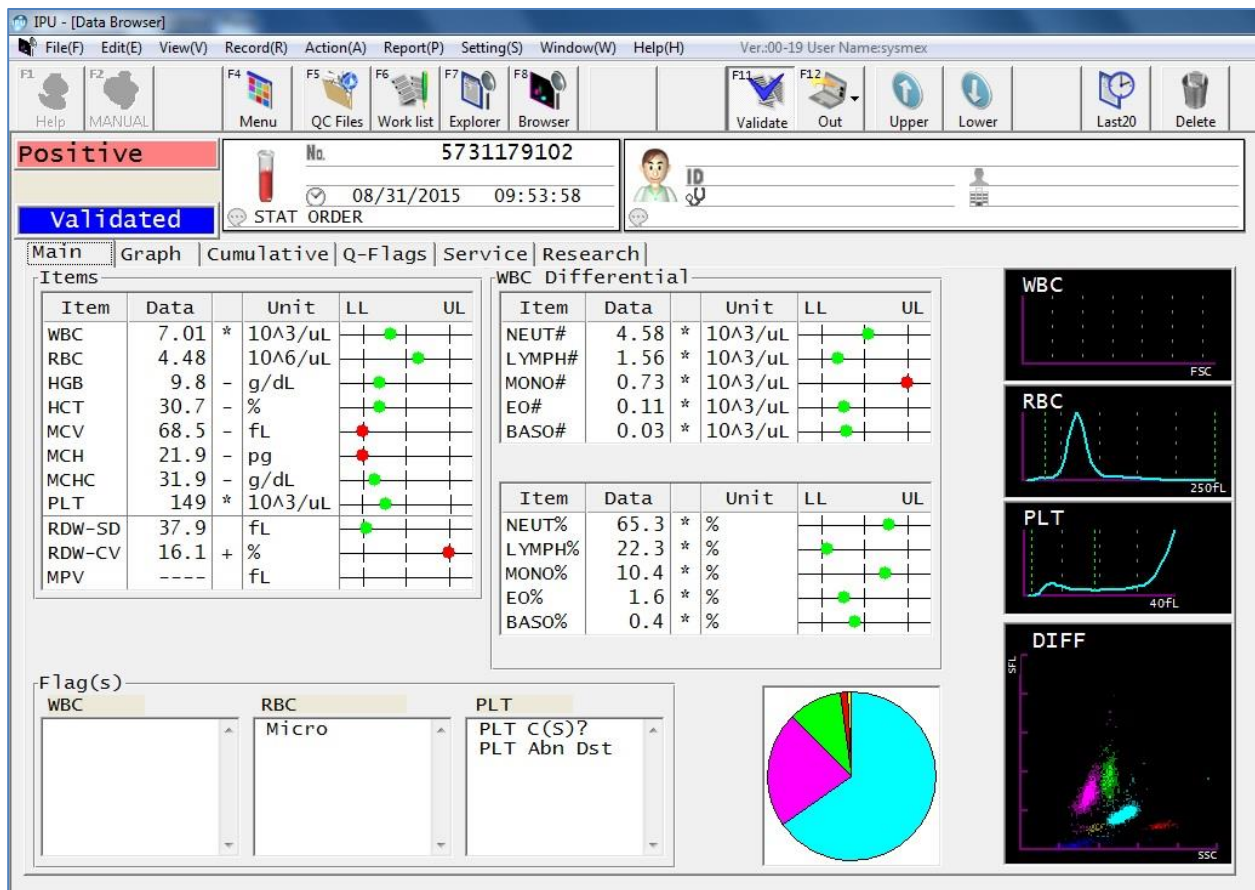 IPU - [Data Browser]
File(F) Edit(E) View(V) Record(R) Action(A) Report(P) Setting(S) Window(W) Help(H) Ver.:00-19 User Name:sysmex
F1 F2 F4 F5 F6 F7 F8 F11 F12
Help MANUAL Menu QC Files Work list Explorer Browser Validate Out Upper Lower Last20 Delete
Positive
No. 5731179102
ID
08/31/2015 09:53:58
Validated
STAT ORDER
Main Graph Cumulative Q-Flags Service Research
Items
Item Data Unit LL UL
WBC 7.01 * 10^3/uL
RBC 4.48 10^6/uL
HGB 9.8 - g/dL
HCT 30.7 - %
MCV 68.5 - fL
MCH 21.9 - pg
MCHC 31.9 - g/dL
PLT 149 * 10^3/uL
RDW-SD 37.9 fL
RDW-CV 16.1 + %
MPV ---- fL
WBC Differential
Item Data Unit LL UL
NEUT# 4.58 * 10^3/uL
LYMPH# 1.56 * 10^3/uL
MONO# 0.73 * 10^3/uL
EO# 0.11 * 10^3/uL
BASO# 0.03 * 10^3/uL
Item Data Unit LL UL
NEUT% 65.3 * %
LYMPH% 22.3 * %
MONO% 10.4 * %
EO% 1.6 * %
BASO% 0.4 * %
WBC
FSC
RBC
250fL
PLT
40fL
DIFF
SFL
SSC
Flag(s)
WBC RBC PLT
Micro PLT C(S)?
PLT Abn Dst